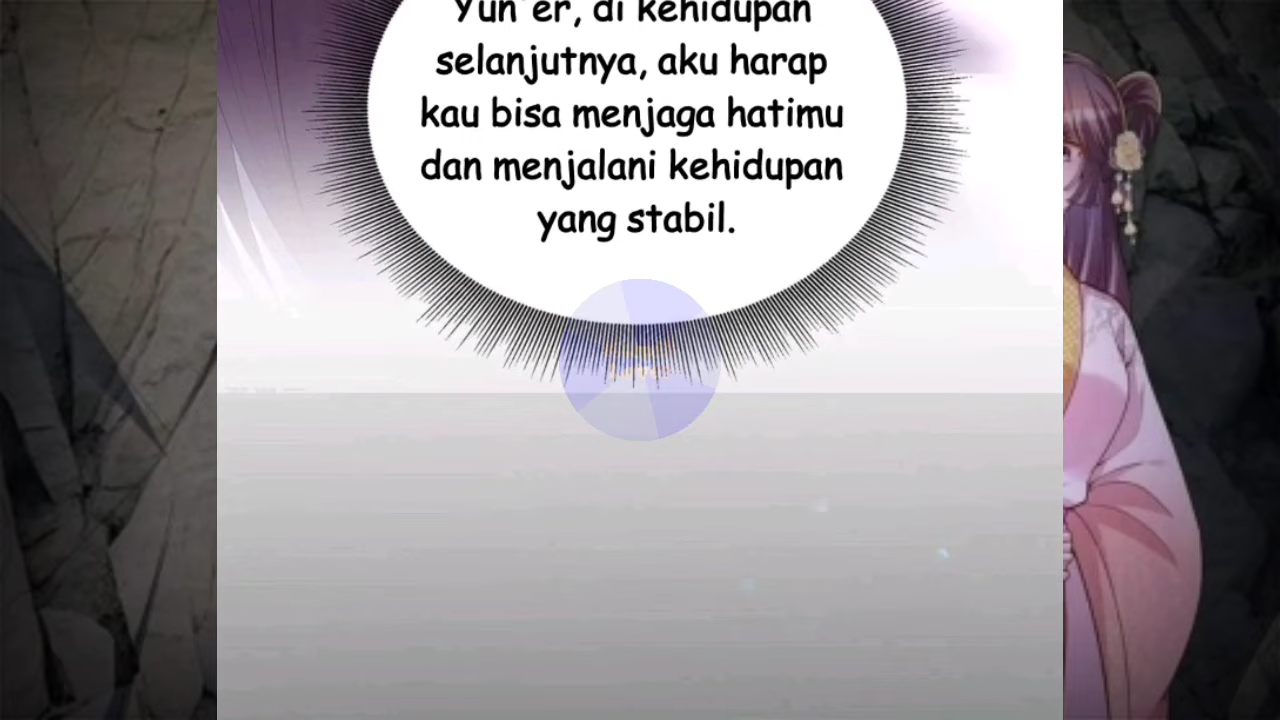 Yun'er, di kehidupan
selanjutnya, aku harap
kau bisa menjaga hatimu
dan menjalani kehidupan
yang stabil.